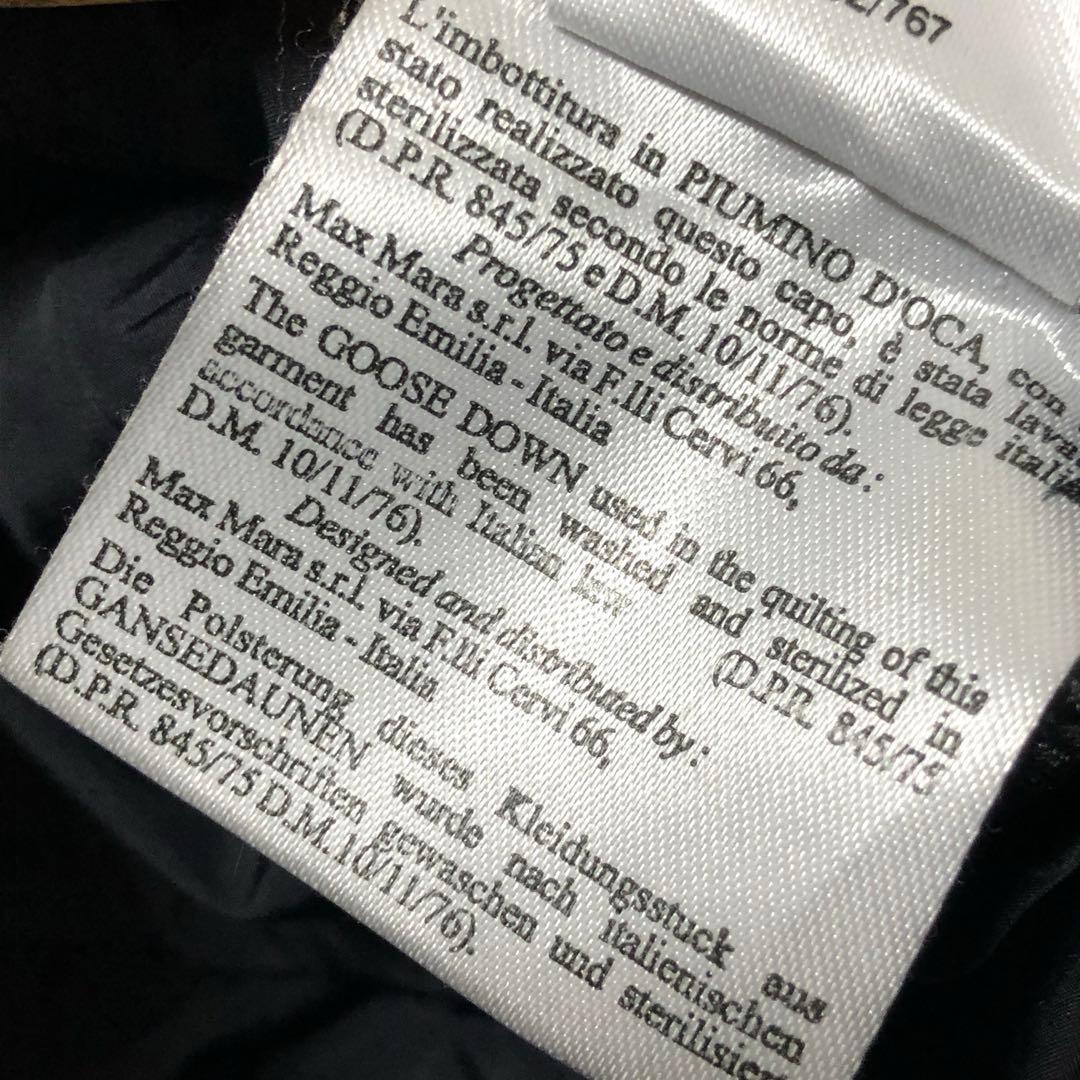 /767
L'imbottitura in PIUMINO D'OCA, con
stato realizzato questo capo, è stata
sterilizzata secondo le norme di legge
(D.P.R. 845/75 e D.M. 10/11/76).
Progettato e distribuito da :
Max Mara s.r.l. via F.lli Cervi 66,
Reggio Emilia - Italia
The GOOSE DOWN used in the quilting of this
garment has been washed and sterilized in
accordance with Italian law (D.P.R. 845/75
D.M. 10/11/76).
Designed and distributed by :
Max Mara s.r.l. via F.lli Cervi 66,
Reggio Emilia - Italia
Die Polsterung dieses Kleidungsstuck aus
GANSEDAUNEN wurde nach italienischen
Gesetzesvorschriften gewaschen und
(D.P.R. 845/75 D.M.10/11/76).